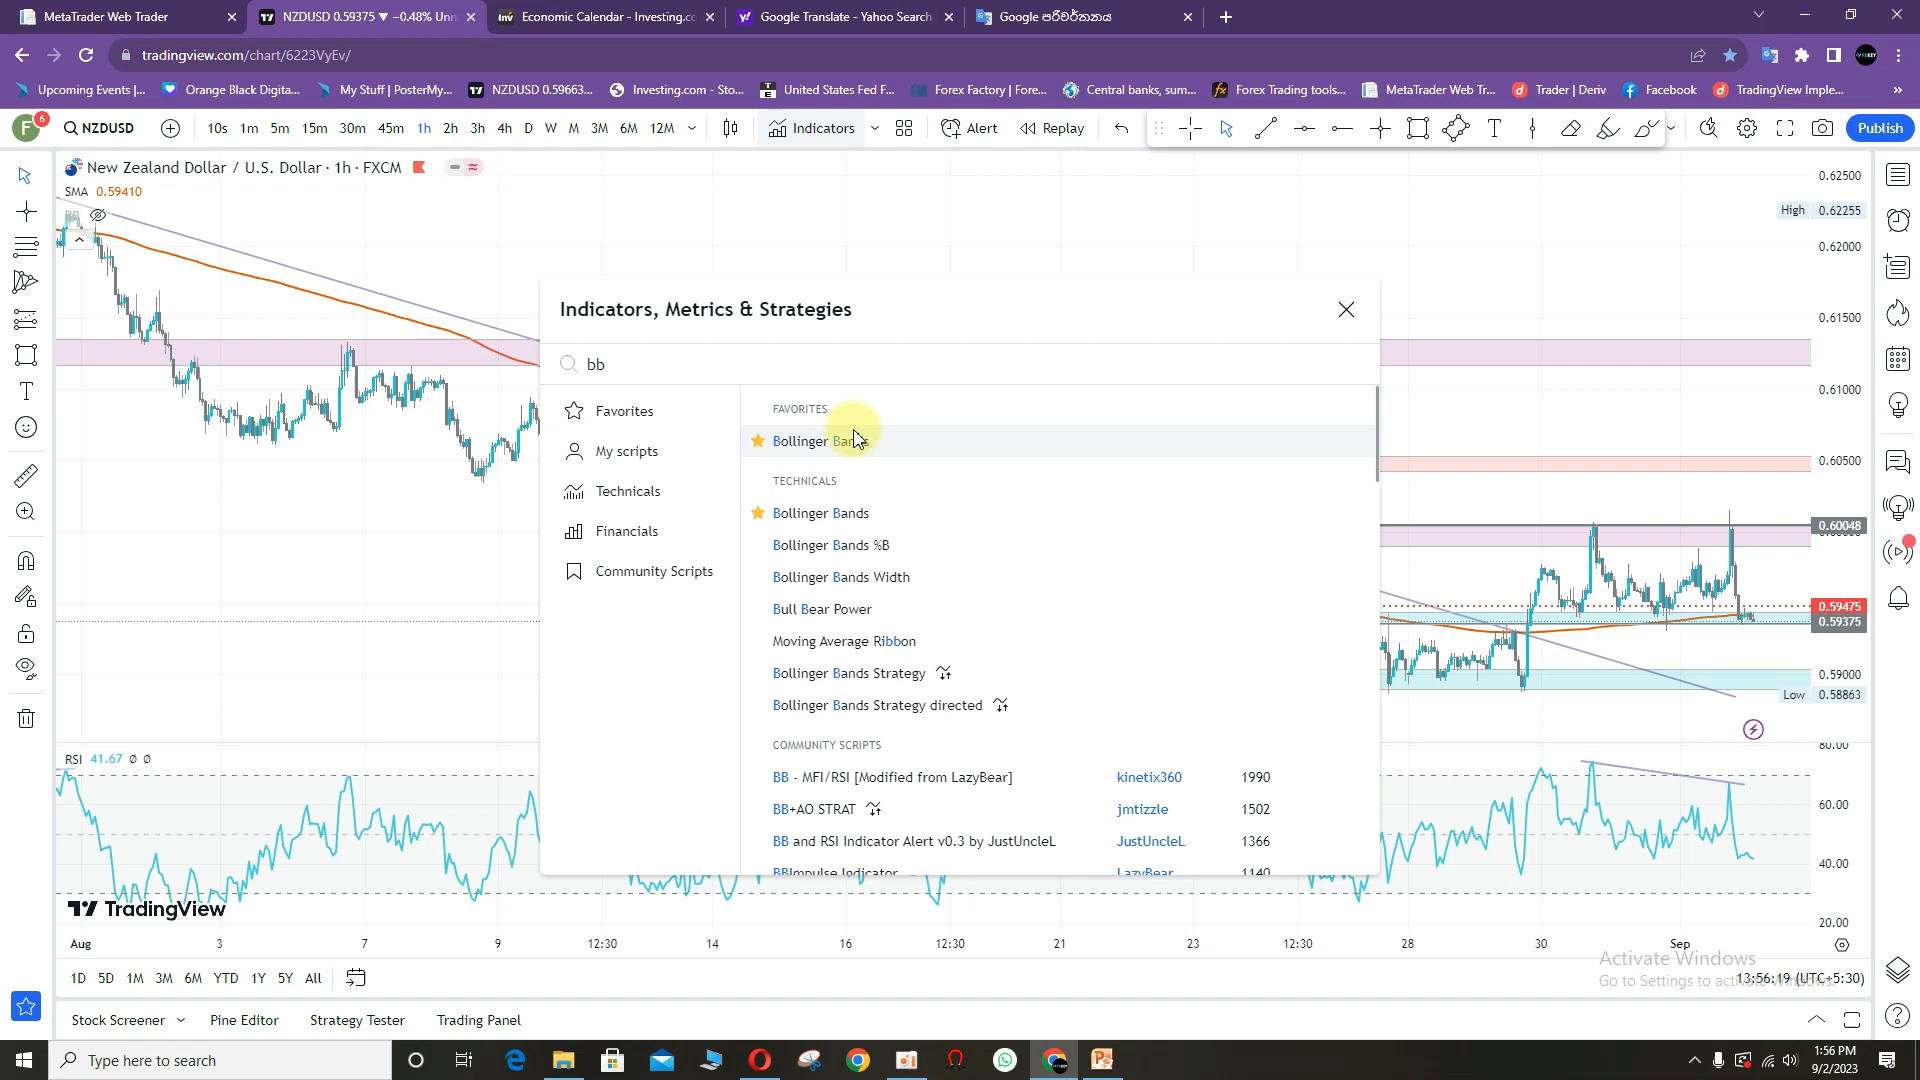 MetaTrader Web Trader
NZDUSD 0.59375 ▼ −0.48% Unn
Economic Calendar - Investing.co
Google Translate - Yahoo Search
Google පරිවර්තනය
tradingview.com/chart/6223VyEv/
Upcoming Events |...
Orange Black Digita...
My Stuff | PosterMy...
NZDUSD 0.59663...
Investing.com - Sto...
United States Fed F...
Forex Factory | Fore...
Central banks, sum...
Forex Trading tools...
MetaTrader Web Tr...
Trader | Deriv
Facebook
TradingView Imple...
F 6
NZDUSD
10s 1m 5m 15m 30m 45m 1h 2h 3h 4h D W M 3M 6M 12M
Indicators
Alert
Replay
Publish
New Zealand Dollar / U.S. Dollar · 1h · FXCM
SMA 0.59410
BB
0.62500
High 0.62255
0.62000
0.61500
0.61000
0.60500
0.60048
0.59475
0.59375
0.59000
Low 0.58863
Indicators, Metrics & Strategies
bb
Favorites
My scripts
Technicals
Financials
Community Scripts
FAVORITES
Bollinger Bands
TECHNICALS
Bollinger Bands
Bollinger Bands %B
Bollinger Bands Width
Bull Bear Power
Moving Average Ribbon
Bollinger Bands Strategy
Bollinger Bands Strategy directed
COMMUNITY SCRIPTS
BB - MFI/RSI [Modified from LazyBear] kinetix360 1990
BB+AO STRAT jmtizzle 1502
BB and RSI Indicator Alert v0.3 by JustUncleL JustUncleL 1366
BBImpulse Indicator LazyBear 1140
RSI 41.67 Ø Ø
80.00
60.00
40.00
20.00
TradingView
Aug 3 7 9 12:30 14 16 12:30 21 23 12:30 28 30 Sep
Activate Windows
Go to Settings to activate Windows.
1D 5D 1M 3M 6M YTD 1Y 5Y All
13:56:19 (UTC+5:30)
Stock Screener
Pine Editor
Strategy Tester
Trading Panel
Type here to search
1:56 PM
9/2/2023